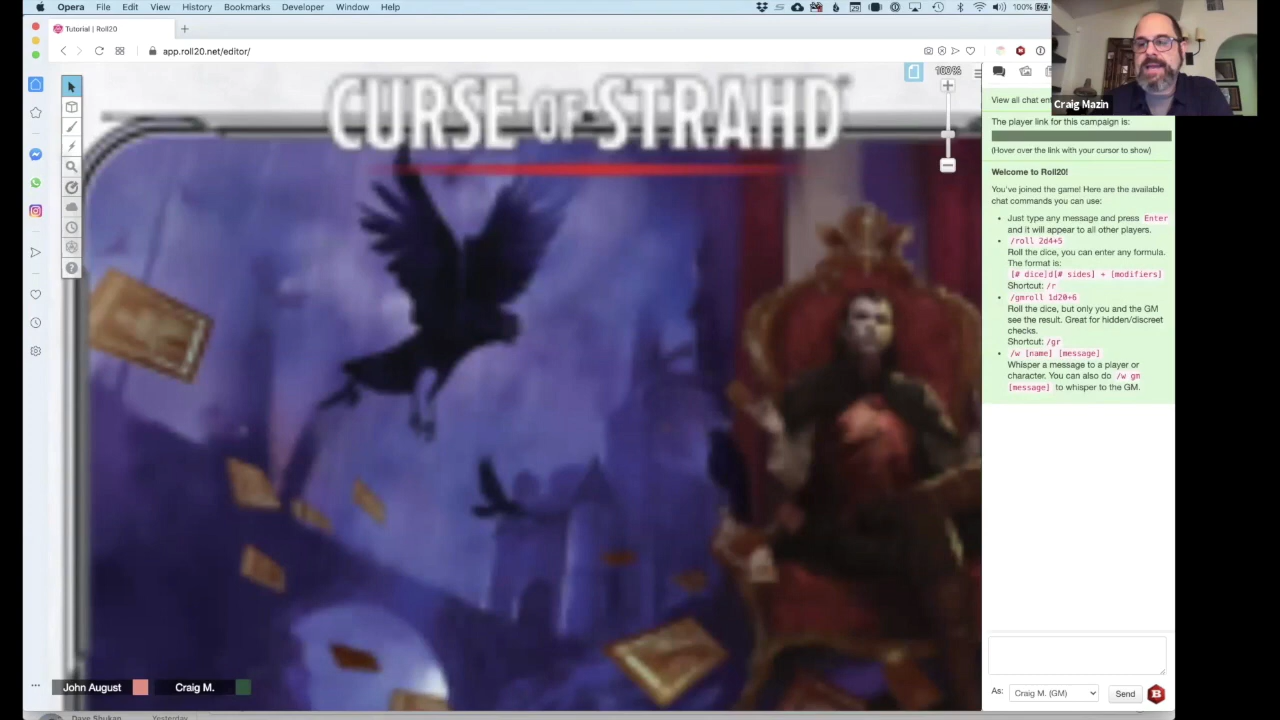 Opera File Edit View History Bookmarks Developer Window Help
100%
Tutorial | Roll20
app.roll20.net/editor/
CURSE OF STRAHD
100%
Craig Mazin
View all chat
The player link for this campaign is:
(Hover over the link with your cursor to show)
Welcome to Roll20!
You've joined the game! Here are the available
chat commands you can use:
Just type any message and press Enter
and it will appear to all other players.
/roll 2d4+5
Roll the dice, you can enter any formula.
The format is:
[# dice]d[# sides] + [modifiers]
Shortcut: /r
/gmroll 1d20+6
Roll the dice, but only you and the GM
see the result. Great for hidden/discreet
checks.
Shortcut: /gr
/w [name] [message]
Whisper a message to a player or
character. You can also do /w gm
[message] to whisper to the GM.
John August
Craig M.
As: Craig M. (GM) Send
Dave Shukan Yesterday